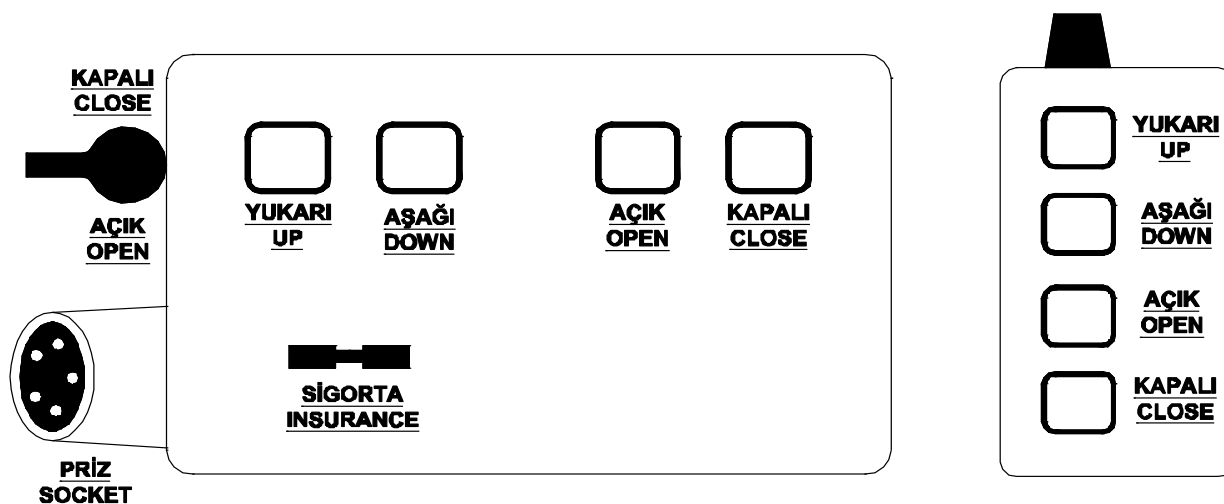 KAPALI
CLOSE
AÇIK
OPEN
YUKARI
UP
AŞAĞI
DOWN
AÇIK
OPEN
KAPALI
CLOSE
SİGORTA
INSURANCE
PRİZ
SOCKET
YUKARI
UP
AŞAĞI
DOWN
AÇIK
OPEN
KAPALI
CLOSE